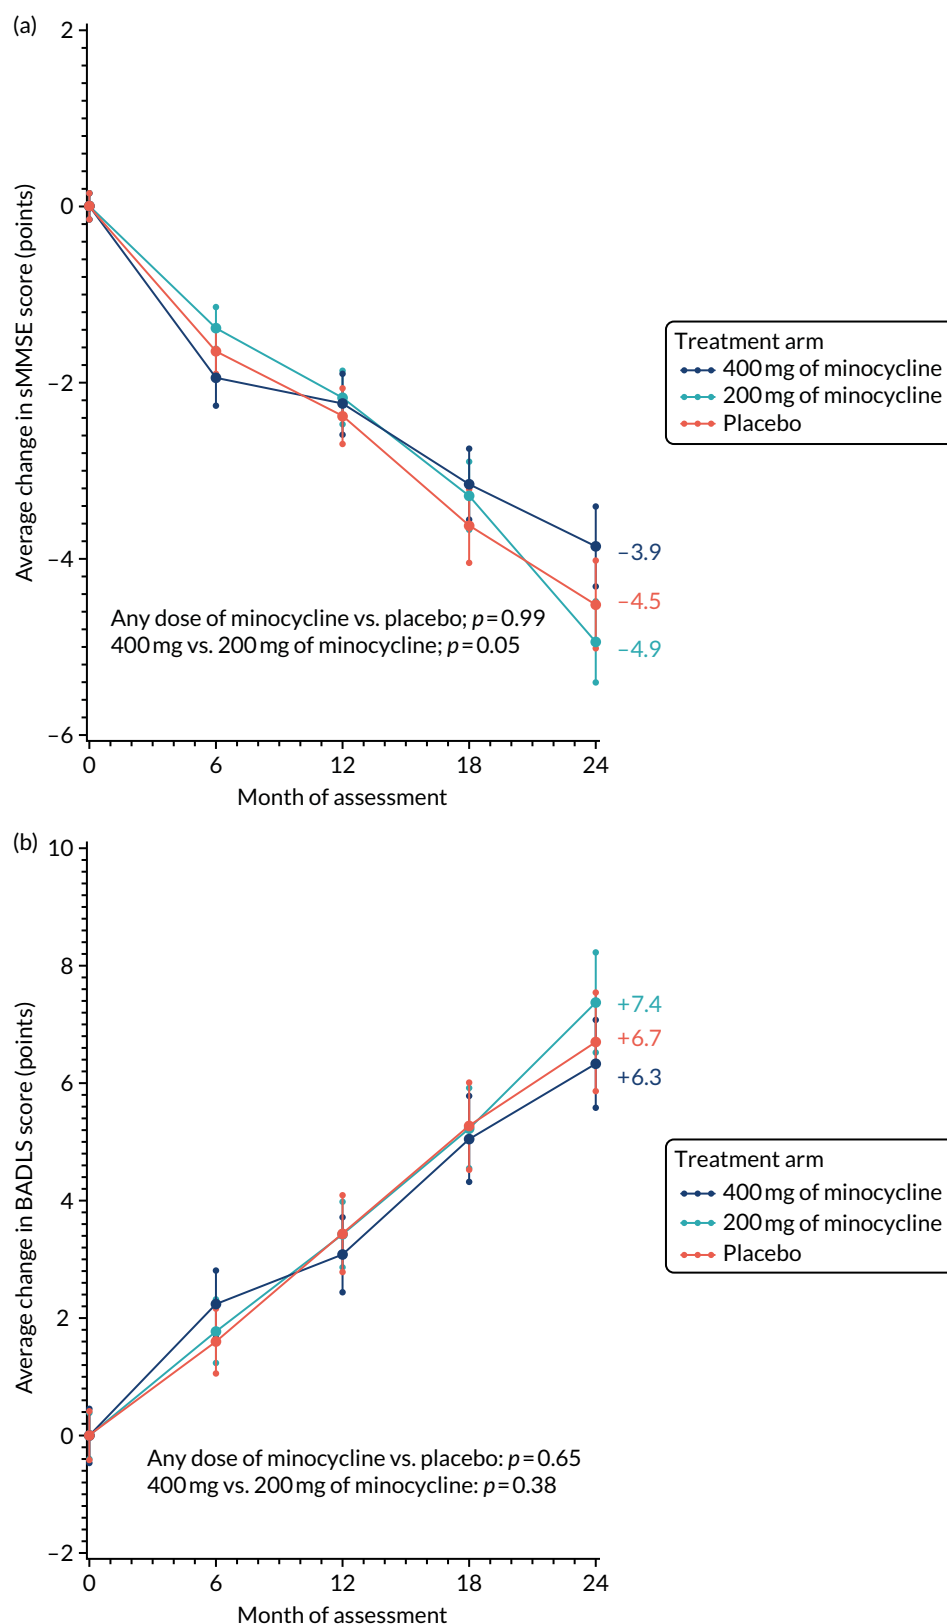 (a)
2
0
−2
−4
−6
Average change in sMMSE score (points)
Treatment arm
400 mg of minocycline
200 mg of minocycline
Placebo
−3.9
−4.5
−4.9
Any dose of minocycline vs. placebo; p = 0.99
400 mg vs. 200 mg of minocycline; p = 0.05
0 6 12 18 24
Month of assessment
(b)
10
8
6
4
2
0
−2
Average change in BADLS score (points)
+7.4
+6.7
+6.3
Treatment arm
400 mg of minocycline
200 mg of minocycline
Placebo
Any dose of minocycline vs. placebo: p = 0.65
400 mg vs. 200 mg of minocycline: p = 0.38
0 6 12 18 24
Month of assessment